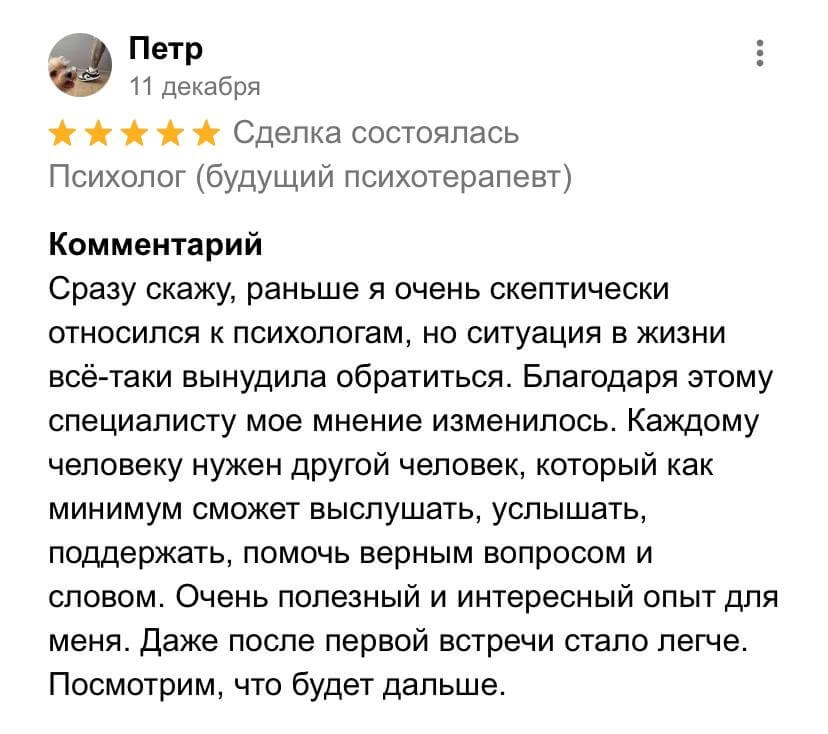 Петр
11 декабря
Сделка состоялась
Психолог (будущий психотерапевт)
Комментарий
Сразу скажу, раньше я очень скептически
относился к психологам, но ситуация в жизни
всё-таки вынудила обратиться. Благодаря этому
специалисту мое мнение изменилось. Каждому
человеку нужен другой человек, который как
минимум сможет выслушать, услышать,
поддержать, помочь верным вопросом и
словом. Очень полезный и интересный опыт для
меня. Даже после первой встречи стало легче.
Посмотрим, что будет дальше.